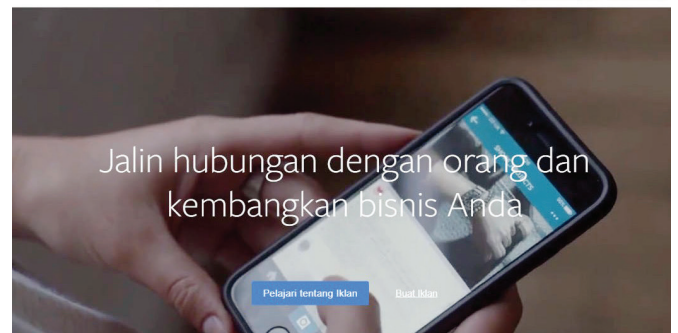 Jalin hubungan dengan orang dan
kembangkan bisnis Anda
Pelajari tentang Iklan
Buat Iklan